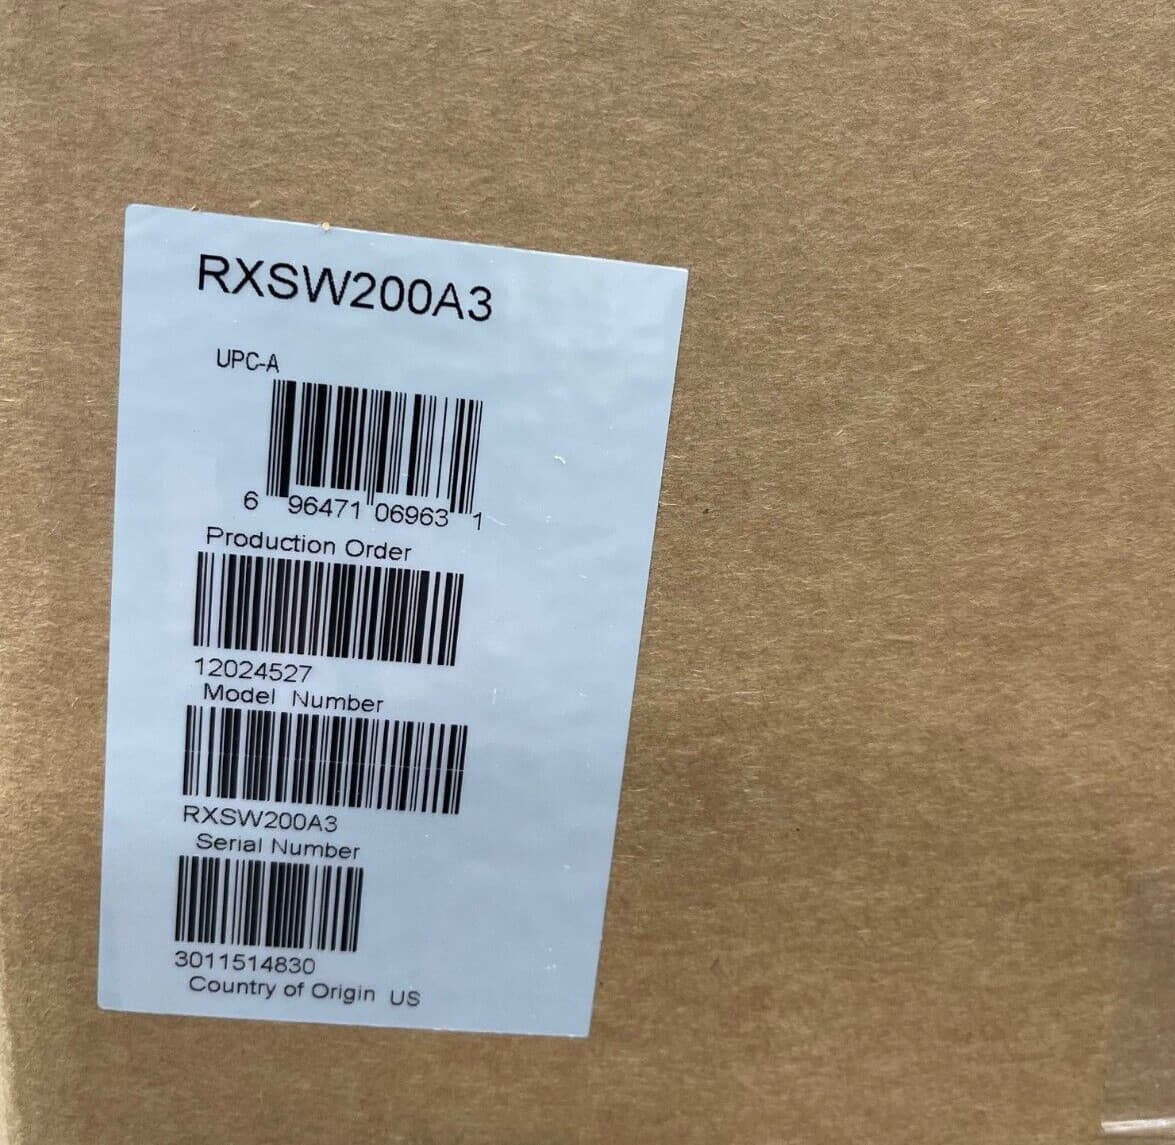 RXSW200A3
UPC-A
6 96471 06963 1
Production Order
12024527
Model Number
RXSW200A3
Serial Number
3011514830
Country of Origin US